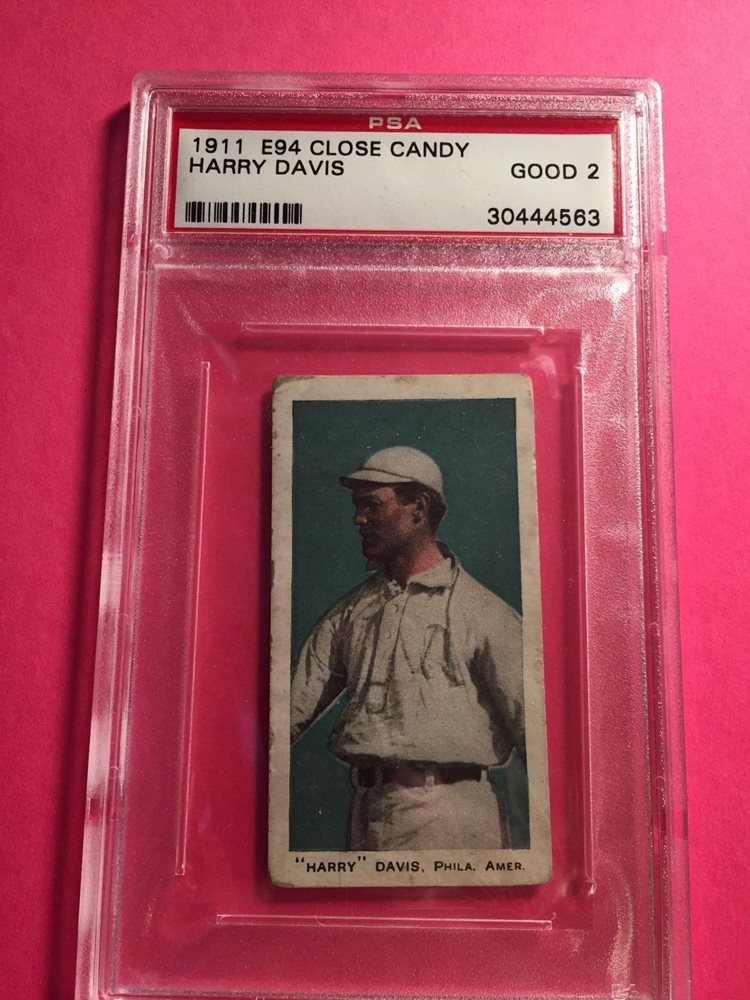 PSA
1911 E94 CLOSE CANDY
HARRY DAVIS
GOOD 2
30444563
"HARRY" DAVIS, PHILA. AMER.